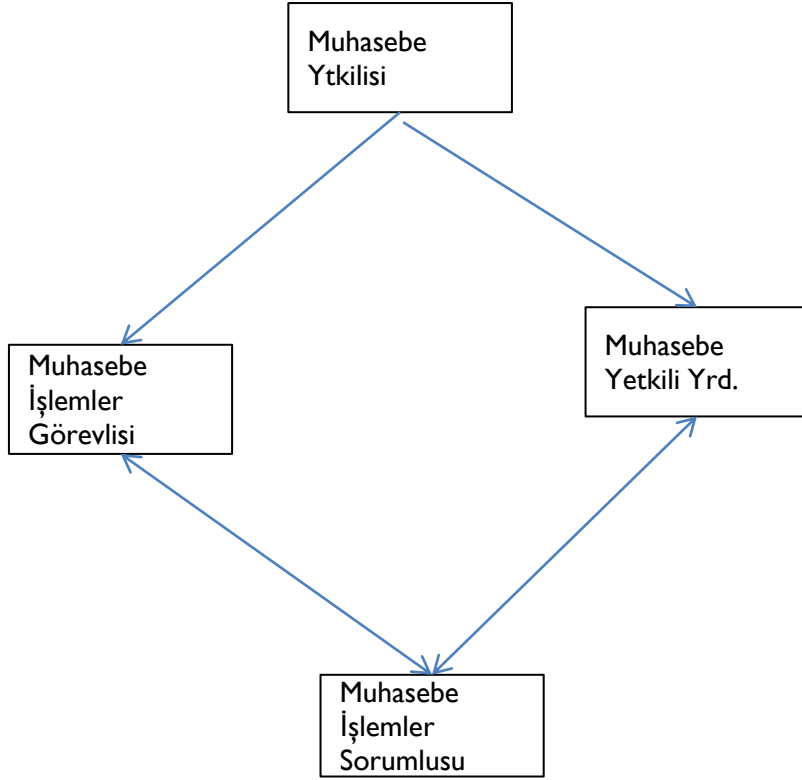 Muhasebe
Ytkilisi
Muhasebe
Yetkili Yrd.
Muhasebe
İşlemler
Görevlisi
Muhasebe
İşlemler
Sorumlusu